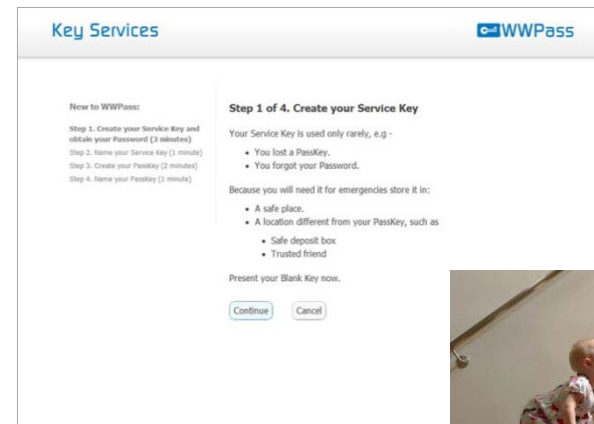 Key Services
WWPass
New to WWPass:
Step 1. Create your Service Key and
obtain your Password (3 minutes)
Step 2. Name your Service Key (1 minute)
Step 3. Create your PassKey (2 minutes)
Step 4. Name your PassKey (1 minute)
Step 1 of 4. Create your Service Key
Your Service Key is used only rarely, e.g -
• You lost a PassKey.
• You forgot your Password.
Because you will need it for emergencies store it in:
• A safe place.
• A location different from your PassKey, such as
• Safe deposit box
• Trusted friend
Present your Blank Key now.
Continue
Cancel